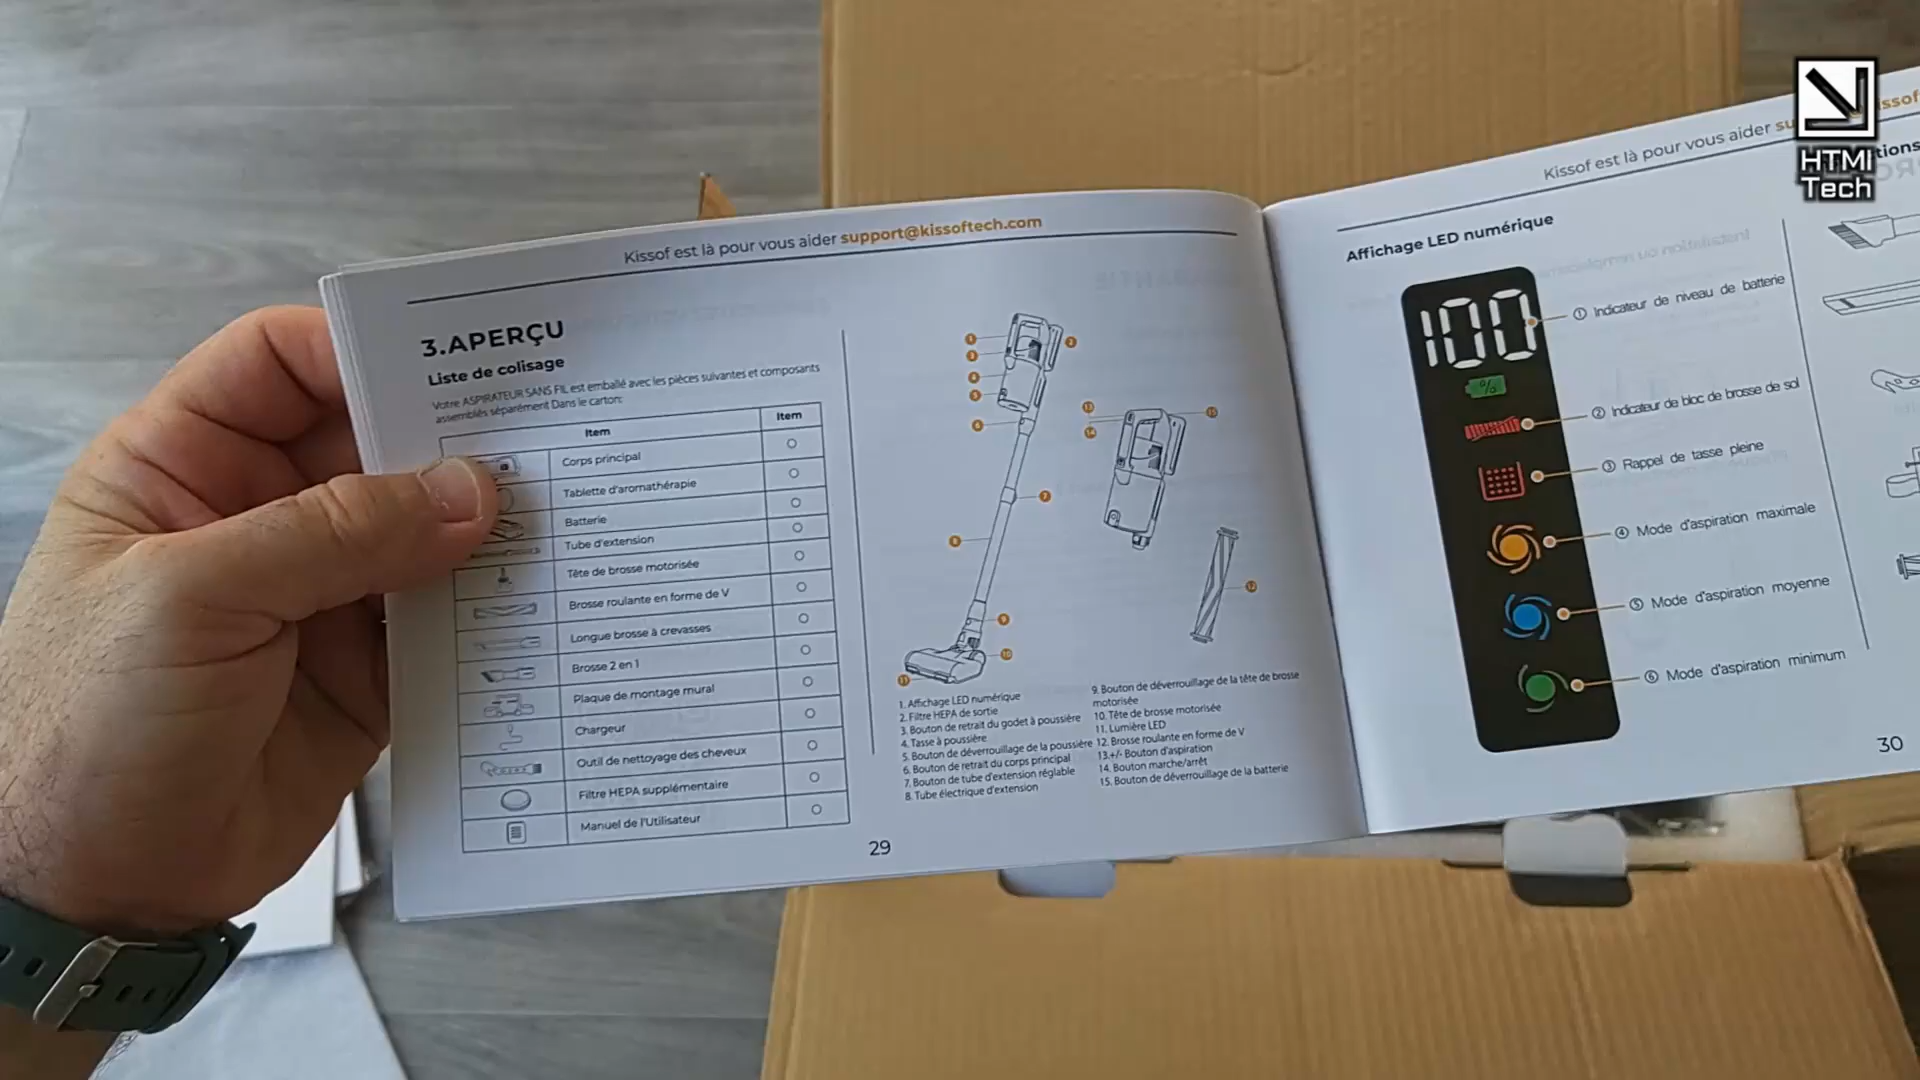 Kissof est là pour vous aider support@kissoftech.com
3.APERÇU
Liste de colisage
Votre ASPIRATEUR SANS FIL est emballé avec les pièces suivantes et composants
assemblés séparément Dans le carton:
Item Item
Corps principal
Tablette d'aromathérapie
Batterie
Tube d'extension
Tête de brosse motorisée
Brosse roulante en forme de V
Longue brosse à crevasses
Brosse 2 en 1
Plaque de montage mural
Chargeur
Outil de nettoyage des cheveux
Filtre HEPA supplémentaire
Manuel de l'Utilisateur
1. Affichage LED numérique
2. Filtre HEPA de sortie
3. Bouton de retrait du godet à poussière
4. Tasse à poussière
5. Bouton de déverrouillage de la poussière
6. Bouton de retrait du corps principal
7. Bouton de tube d'extension réglable
8. Tube électrique d'extension
9. Bouton de déverrouillage de la tête de brosse
motorisée
10. Tête de brosse motorisée
11. Lumière LED
12. Brosse roulante en forme de V
13.+/- Bouton d'aspiration
14. Bouton marche/arrêt
15. Bouton de déverrouillage de la batterie
29
Kissof est là pour vous aider
Affichage LED numérique
100
%
① Indicateur de niveau de batterie
② Indicateur de bloc de brosse de sol
③ Rappel de tasse pleine
④ Mode d'aspiration maximale
⑤ Mode d'aspiration moyenne
⑥ Mode d'aspiration minimum
30
HTMI
Tech